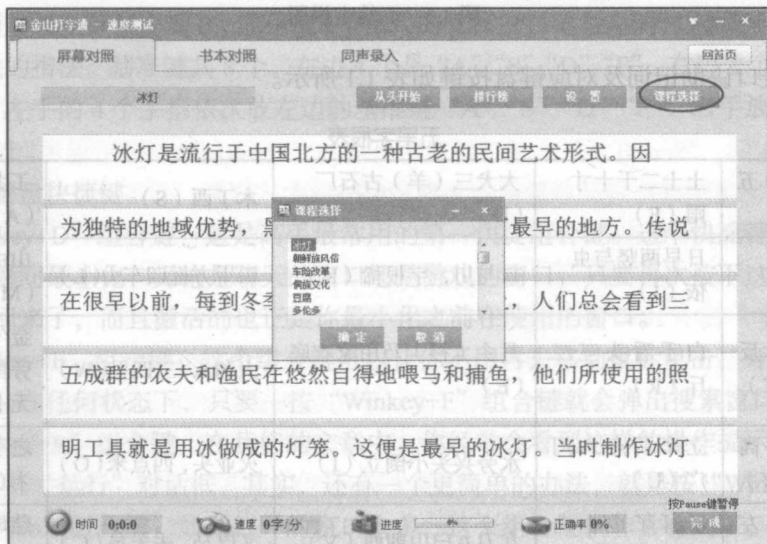 金山打字通 - 速度测试
屏幕对照 书本对照 同声录入 回首页
冰灯 从头开始 排行榜 设 置 课程选择
冰灯是流行于中国北方的一种古老的民间艺术形式。因
课程选择
为独特的地域优势，黑 最早的地方。传说
冰灯
朝鲜族风俗
车险改革
侗族文化
豆腐
多伦多
在很早以前，每到冬季 人们总会看到三
确 定 取 消
五成群的农夫和渔民在悠然自得地喂马和捕鱼，他们所使用的照
明工具就是用冰做成的灯笼。这便是最早的冰灯。当时制作冰灯
按Pause键暂停
时间 0:0:0 速度 0字/分 进度 0% 正确率 0% 完 成